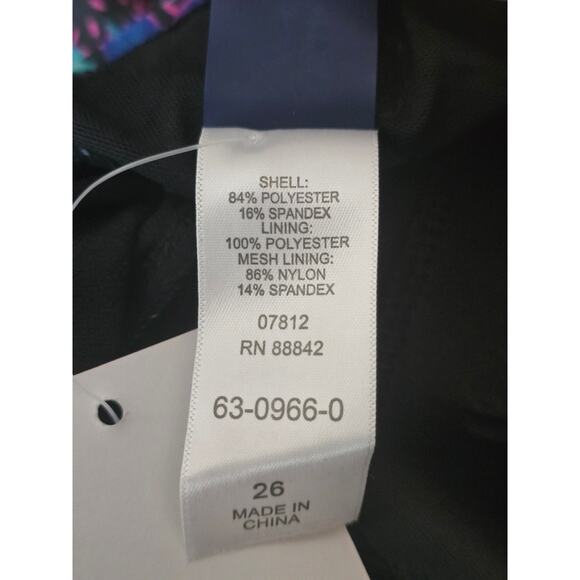 SHELL:
84% POLYESTER
16% SPANDEX
LINING:
100% POLYESTER
MESH LINING:
86% NYLON
14% SPANDEX
07812
RN 88842
63-0966-0
26
MADE IN
CHINA